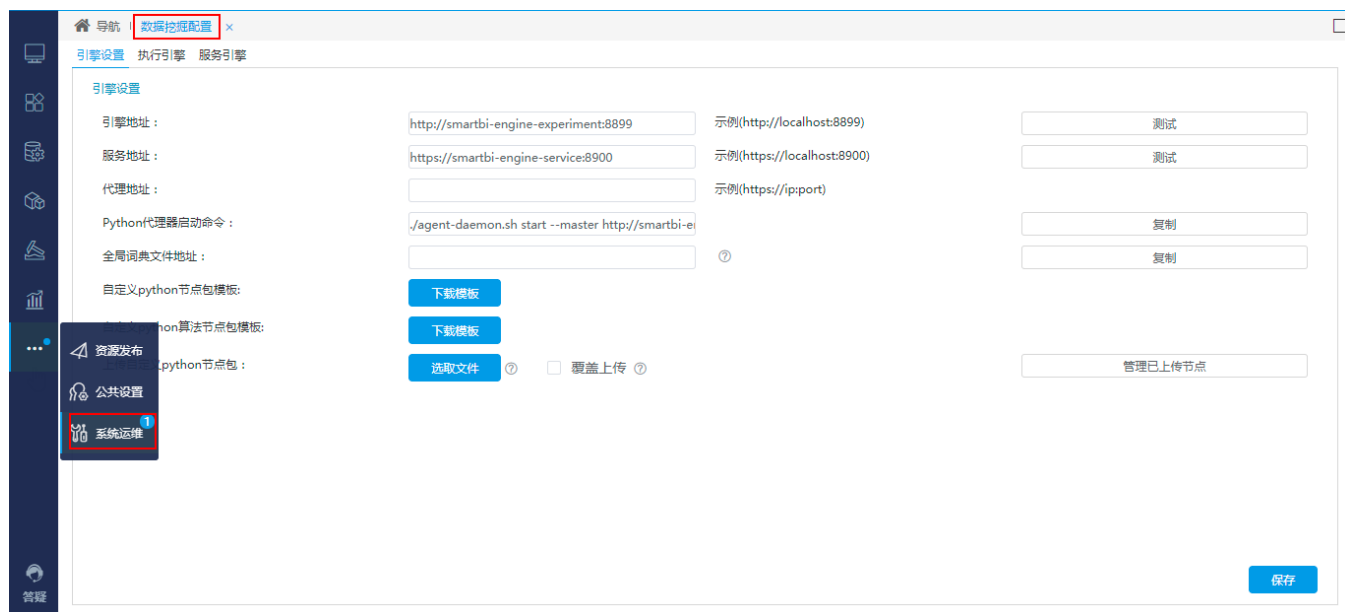 导航
数据挖掘配置 ×
引擎设置 执行引擎 服务引擎
引擎设置
引擎地址：
http://smartbi-engine-experiment:8899
示例(http://localhost:8899)
测试
服务地址：
https://smartbi-engine-service:8900
示例(https://localhost:8900)
测试
代理地址：
示例(https://ip:port)
Python代理器启动命令：
./agent-daemon.sh start --master http://smartbi-e
复制
全局词典文件地址：
?
复制
自定义python节点包模板:
下载模板
python算法节点包模板:
下载模板
python节点包：
选取文件 ?
覆盖上传 ?
管理已上传节点
资源发布
公共设置
系统运维
1
保存
答疑